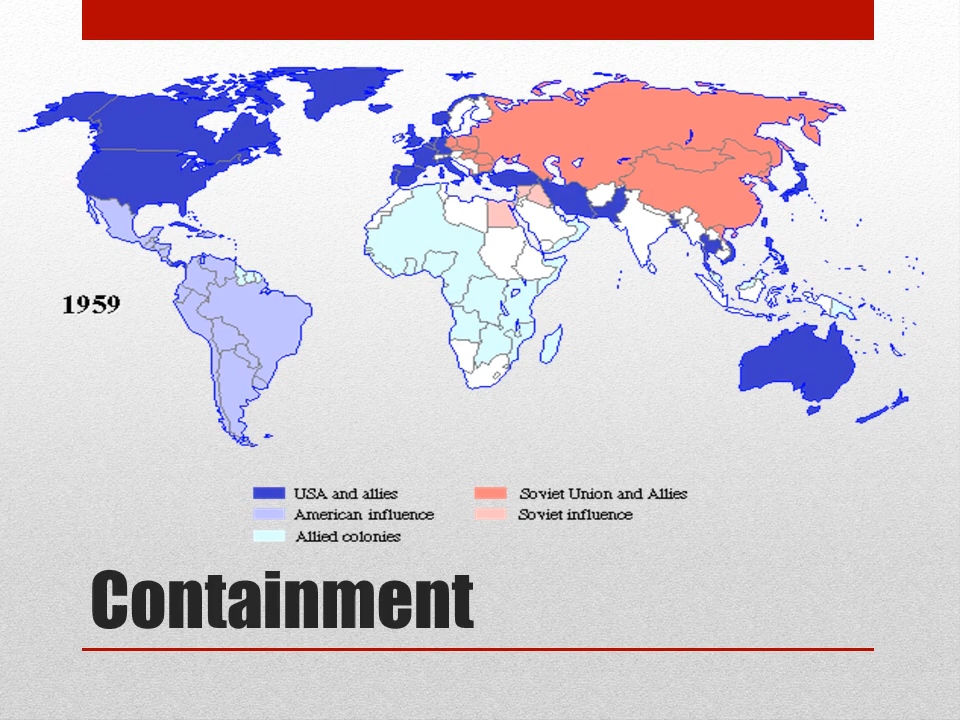 1959
USA and allies
American influence
Allied colonies
Soviet Union and Allies
Soviet influence
Containment